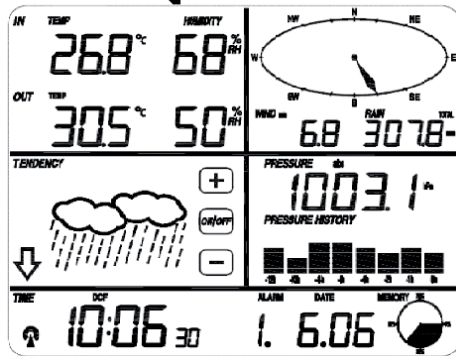 IN TEMP HUMIDITY
26.8 °C 68 % RH
OUT TEMP
30.5 °C 50 % RH
N
NW NE
W E
SW SE
S
WIND RAIN TOTAL
6.8 307.8
TENDENCY
+
ON/OFF
−
PRESSURE abs
1003.1
PRESSURE HISTORY
TIME DCF
10:06 30
ALARM DATE MEMORY
1. 6.06